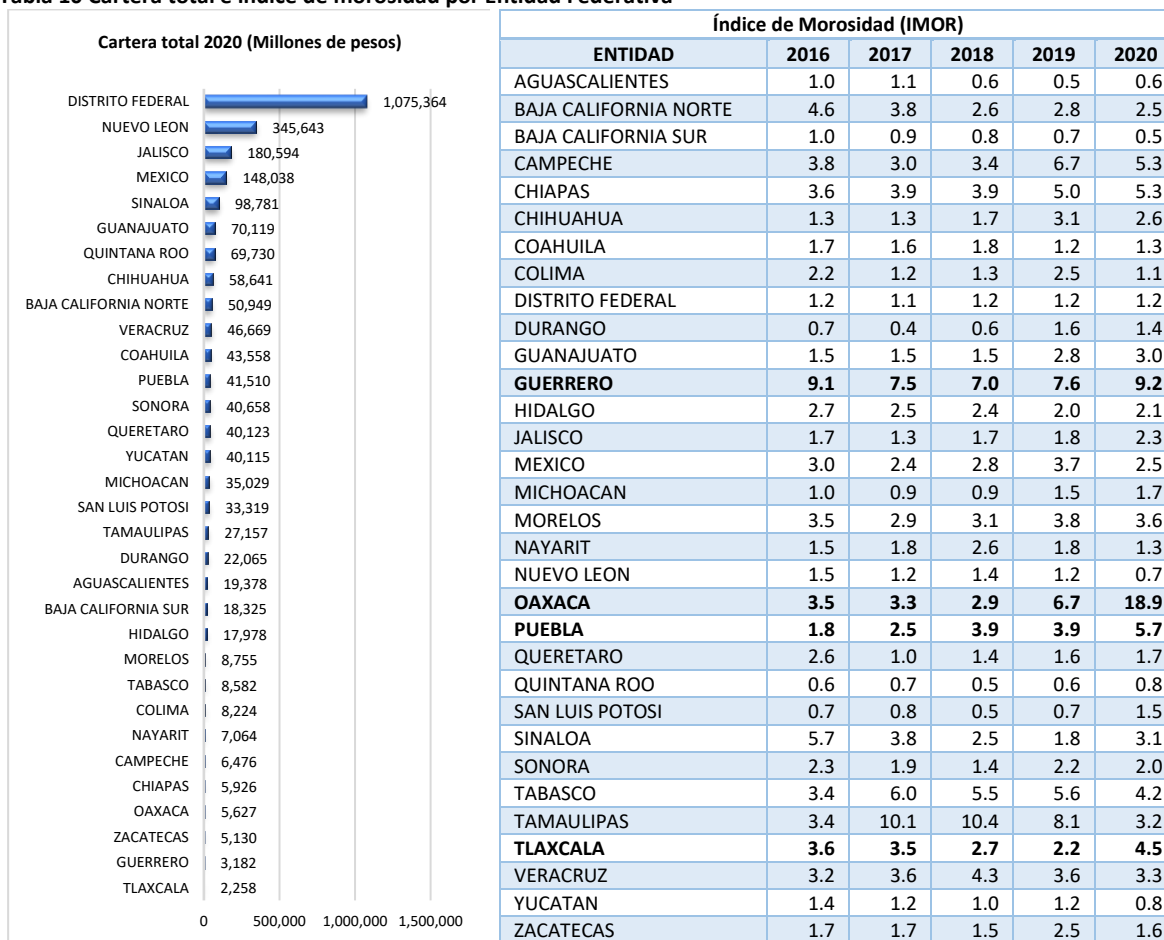 Tabla 10 Cartera total e índice de morosidad por Entidad Federativa
Cartera total 2020 (Millones de pesos)
DISTRITO FEDERAL 1,075,364
NUEVO LEON 345,643
JALISCO 180,594
MEXICO 148,038
SINALOA 98,781
GUANAJUATO 70,119
QUINTANA ROO 69,730
CHIHUAHUA 58,641
BAJA CALIFORNIA NORTE 50,949
VERACRUZ 46,669
COAHUILA 43,558
PUEBLA 41,510
SONORA 40,658
QUERETARO 40,123
YUCATAN 40,115
MICHOACAN 35,029
SAN LUIS POTOSI 33,319
TAMAULIPAS 27,157
DURANGO 22,065
AGUASCALIENTES 19,378
BAJA CALIFORNIA SUR 18,325
HIDALGO 17,978
MORELOS 8,755
TABASCO 8,582
COLIMA 8,224
NAYARIT 7,064
CAMPECHE 6,476
CHIAPAS 5,926
OAXACA 5,627
ZACATECAS 5,130
GUERRERO 3,182
TLAXCALA 2,258
0 500,000 1,000,000 1,500,000
Índice de Morosidad (IMOR)
ENTIDAD 2016 2017 2018 2019 2020
AGUASCALIENTES 1.0 1.1 0.6 0.5 0.6
BAJA CALIFORNIA NORTE 4.6 3.8 2.6 2.8 2.5
BAJA CALIFORNIA SUR 1.0 0.9 0.8 0.7 0.5
CAMPECHE 3.8 3.0 3.4 6.7 5.3
CHIAPAS 3.6 3.9 3.9 5.0 5.3
CHIHUAHUA 1.3 1.3 1.7 3.1 2.6
COAHUILA 1.7 1.6 1.8 1.2 1.3
COLIMA 2.2 1.2 1.3 2.5 1.1
DISTRITO FEDERAL 1.2 1.1 1.2 1.2 1.2
DURANGO 0.7 0.4 0.6 1.6 1.4
GUANAJUATO 1.5 1.5 1.5 2.8 3.0
GUERRERO 9.1 7.5 7.0 7.6 9.2
HIDALGO 2.7 2.5 2.4 2.0 2.1
JALISCO 1.7 1.3 1.7 1.8 2.3
MEXICO 3.0 2.4 2.8 3.7 2.5
MICHOACAN 1.0 0.9 0.9 1.5 1.7
MORELOS 3.5 2.9 3.1 3.8 3.6
NAYARIT 1.5 1.8 2.6 1.8 1.3
NUEVO LEON 1.5 1.2 1.4 1.2 0.7
OAXACA 3.5 3.3 2.9 6.7 18.9
PUEBLA 1.8 2.5 3.9 3.9 5.7
QUERETARO 2.6 1.0 1.4 1.6 1.7
QUINTANA ROO 0.6 0.7 0.5 0.6 0.8
SAN LUIS POTOSI 0.7 0.8 0.5 0.7 1.5
SINALOA 5.7 3.8 2.5 1.8 3.1
SONORA 2.3 1.9 1.4 2.2 2.0
TABASCO 3.4 6.0 5.5 5.6 4.2
TAMAULIPAS 3.4 10.1 10.4 8.1 3.2
TLAXCALA 3.6 3.5 2.7 2.2 4.5
VERACRUZ 3.2 3.6 4.3 3.6 3.3
YUCATAN 1.4 1.2 1.0 1.2 0.8
ZACATECAS 1.7 1.7 1.5 2.5 1.6